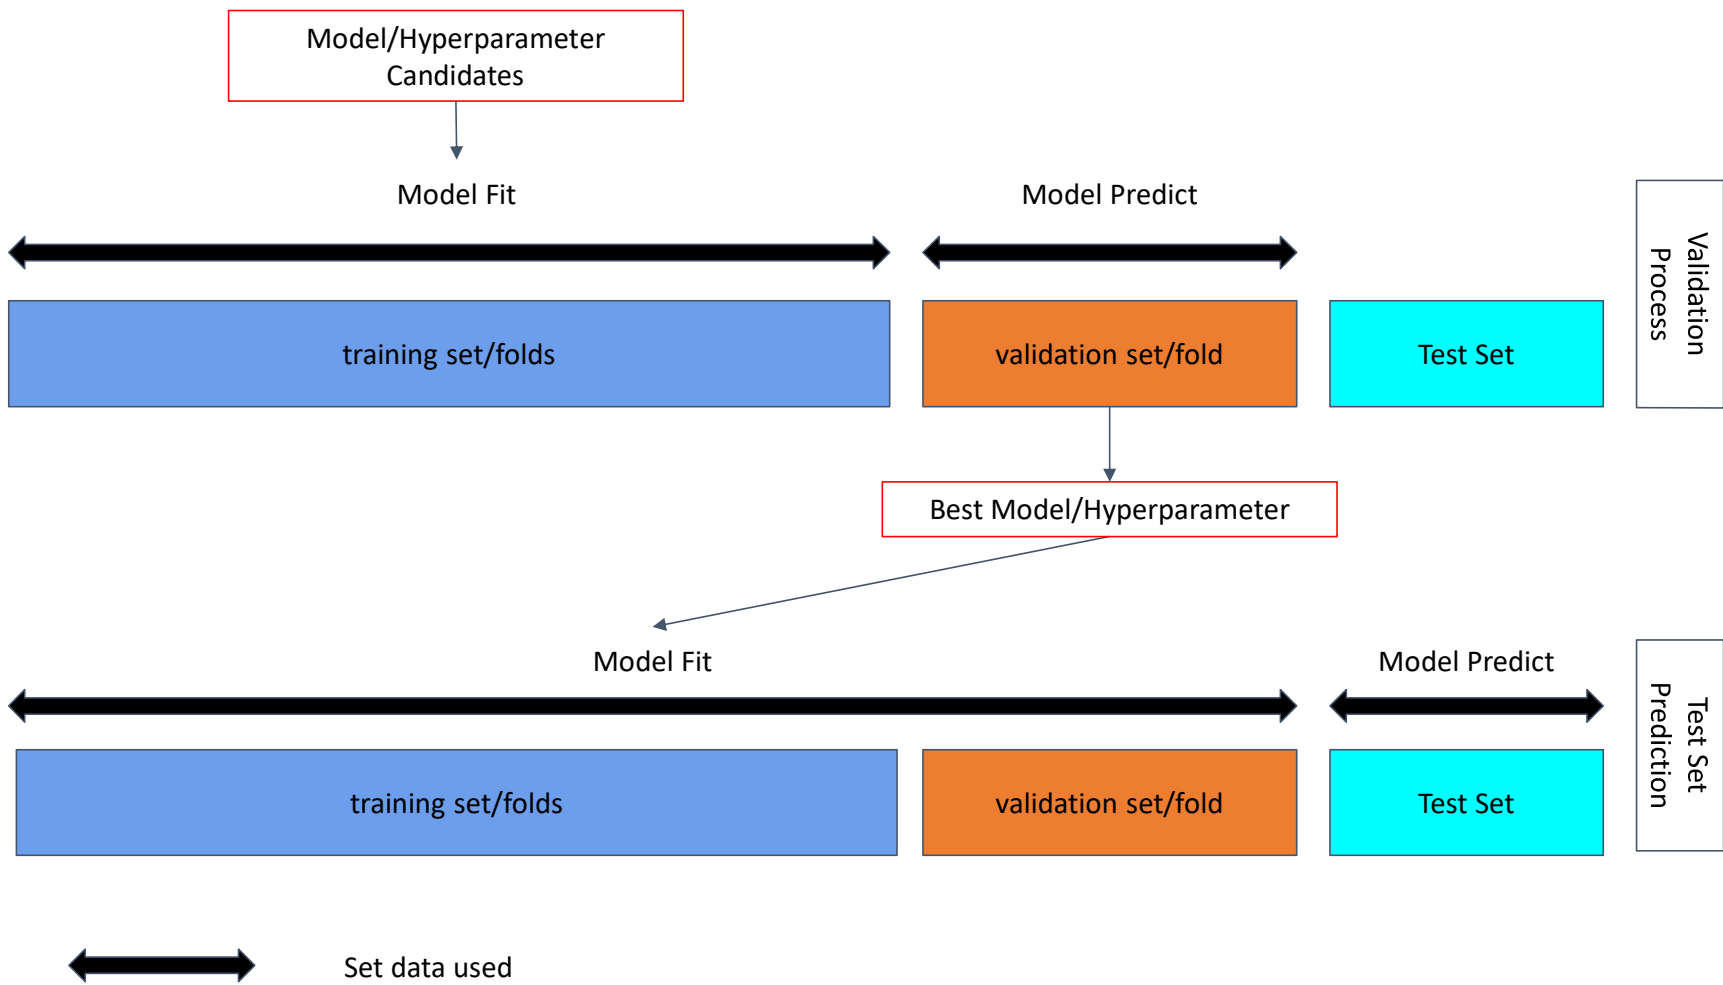 Model/Hyperparameter
Candidates
Model Fit
Model Predict
Validation
Process
training set/folds
validation set/fold
Test Set
Best Model/Hyperparameter
Model Fit
Model Predict
Test Set
Prediction
training set/folds
validation set/fold
Test Set
Set data used